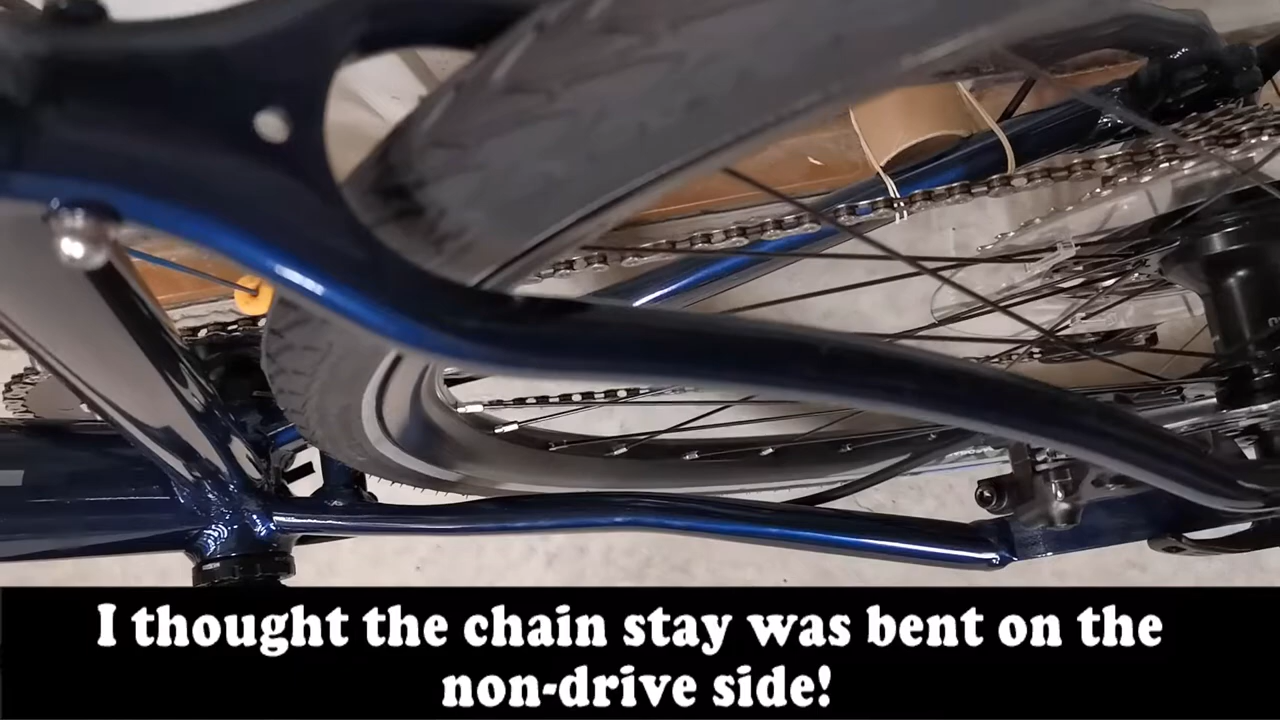 I thought the chain stay was bent on the
non-drive side!